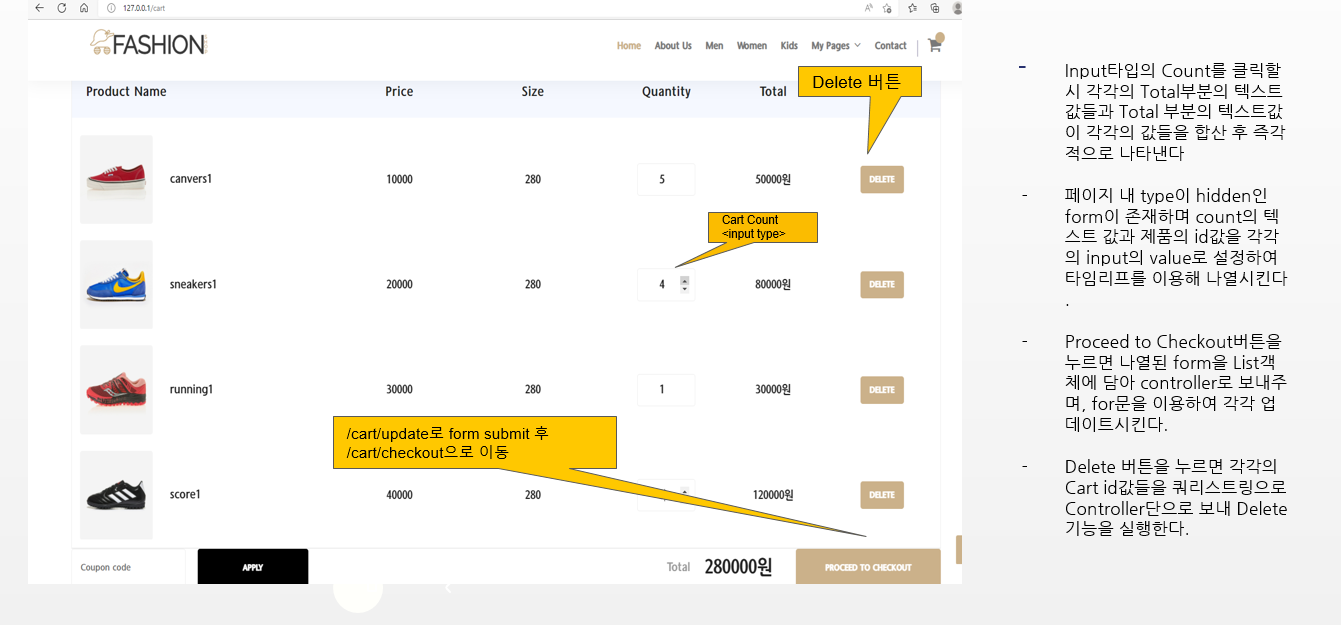 127.0.0.1/cart
FASHION
Home About Us Men Women Kids My Pages Contact
Delete 버튼
Product Name Price Size Quantity Total
canvers1 10000 280 5 50000원 DELETE
Cart Count
<input type>
sneakers1 20000 280 4 80000원 DELETE
running1 30000 280 1 30000원 DELETE
/cart/update로 form submit 후
/cart/checkout으로 이동
score1 40000 280 120000원 DELETE
Coupon code APPLY Total 280000원 PROCEED TO CHECKOUT
- Input타입의 Count를 클릭할
시 각각의 Total부분의 텍스트
값들과 Total 부분의 텍스트값
이 각각의 값들을 합산 후 즉각
적으로 나타낸다
- 페이지 내 type이 hidden인
form이 존재하며 count의 텍
스트 값과 제품의 id값을 각각
의 input의 value로 설정하여
타임리프를 이용해 나열시킨다
.
- Proceed to Checkout버튼을
누르면 나열된 form을 List객
체에 담아 controller로 보내주
며, for문을 이용하여 각각 업
데이트시킨다.
- Delete 버튼을 누르면 각각의
Cart id값들을 쿼리스트링으로
Controller단으로 보내 Delete
기능을 실행한다.